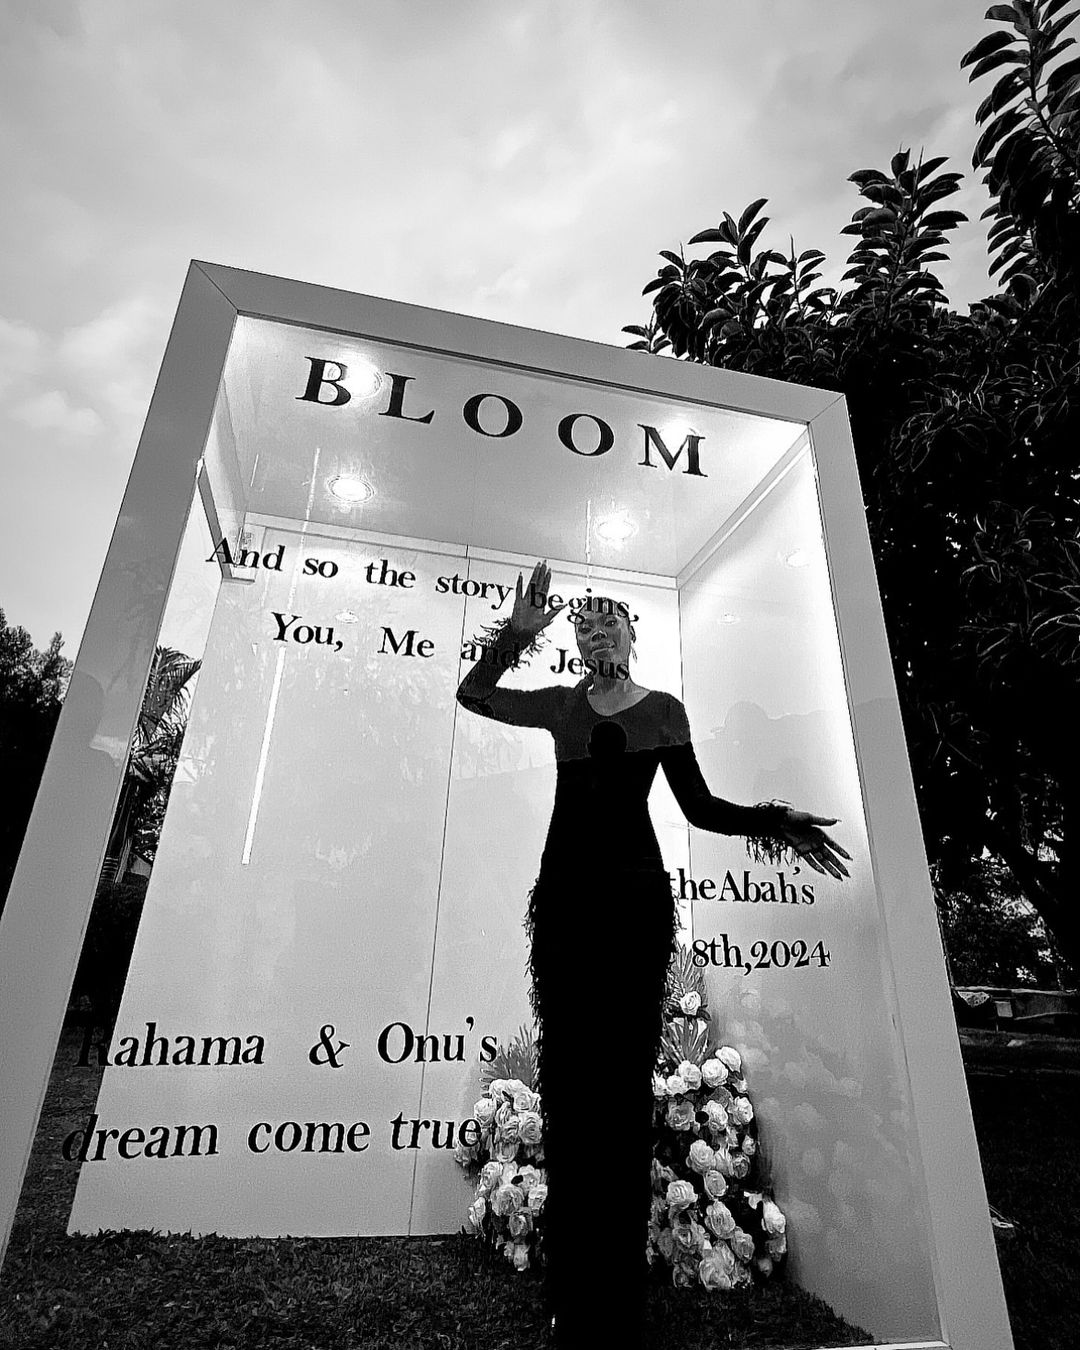 BLOOM
And so the story begins,
You, Me and Jesus
theAbah's
8th,2024
Rahama & Onu's
dream come true